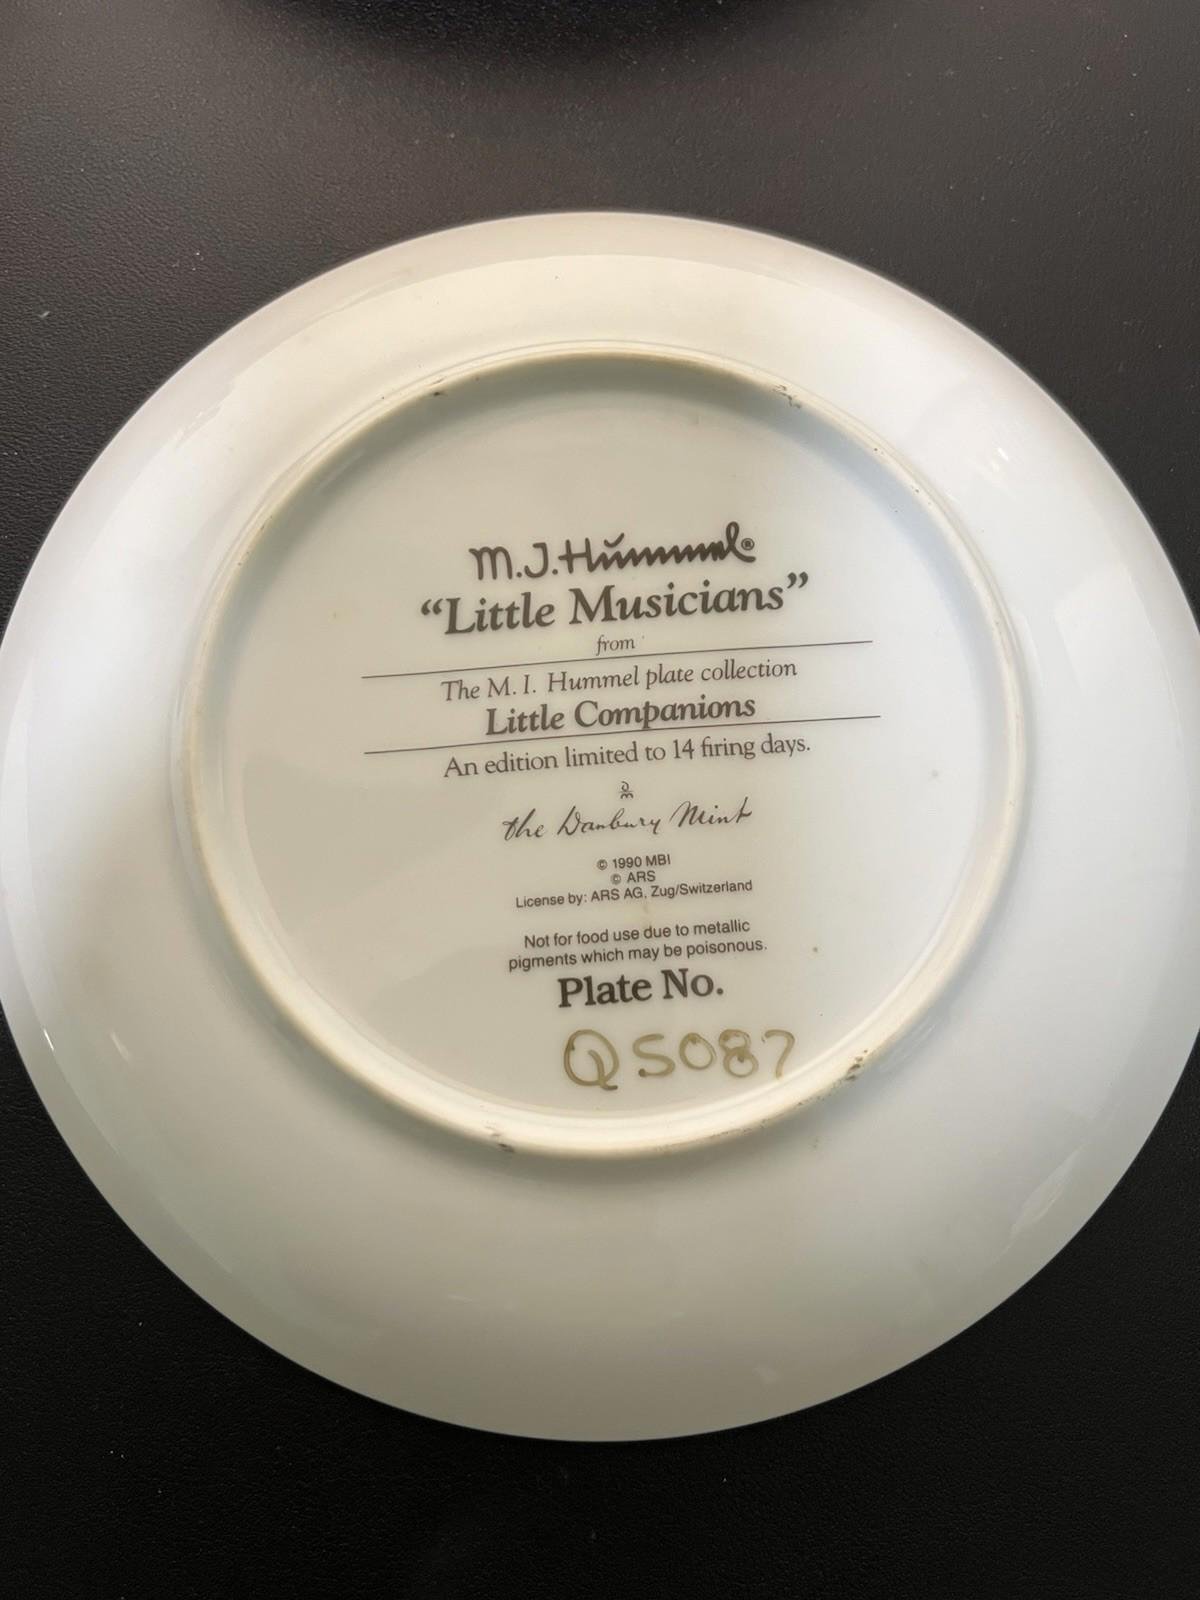 M.J.Hümmel®
“Little Musicians”
from
The M. I. Hummel plate collection
Little Companions
An edition limited to 14 firing days.
DM
the Danbury Mint
© 1990 MBI
© ARS
License by: ARS AG, Zug/Switzerland
Not for food use due to metallic
pigments which may be poisonous.
Plate No.
Q5087